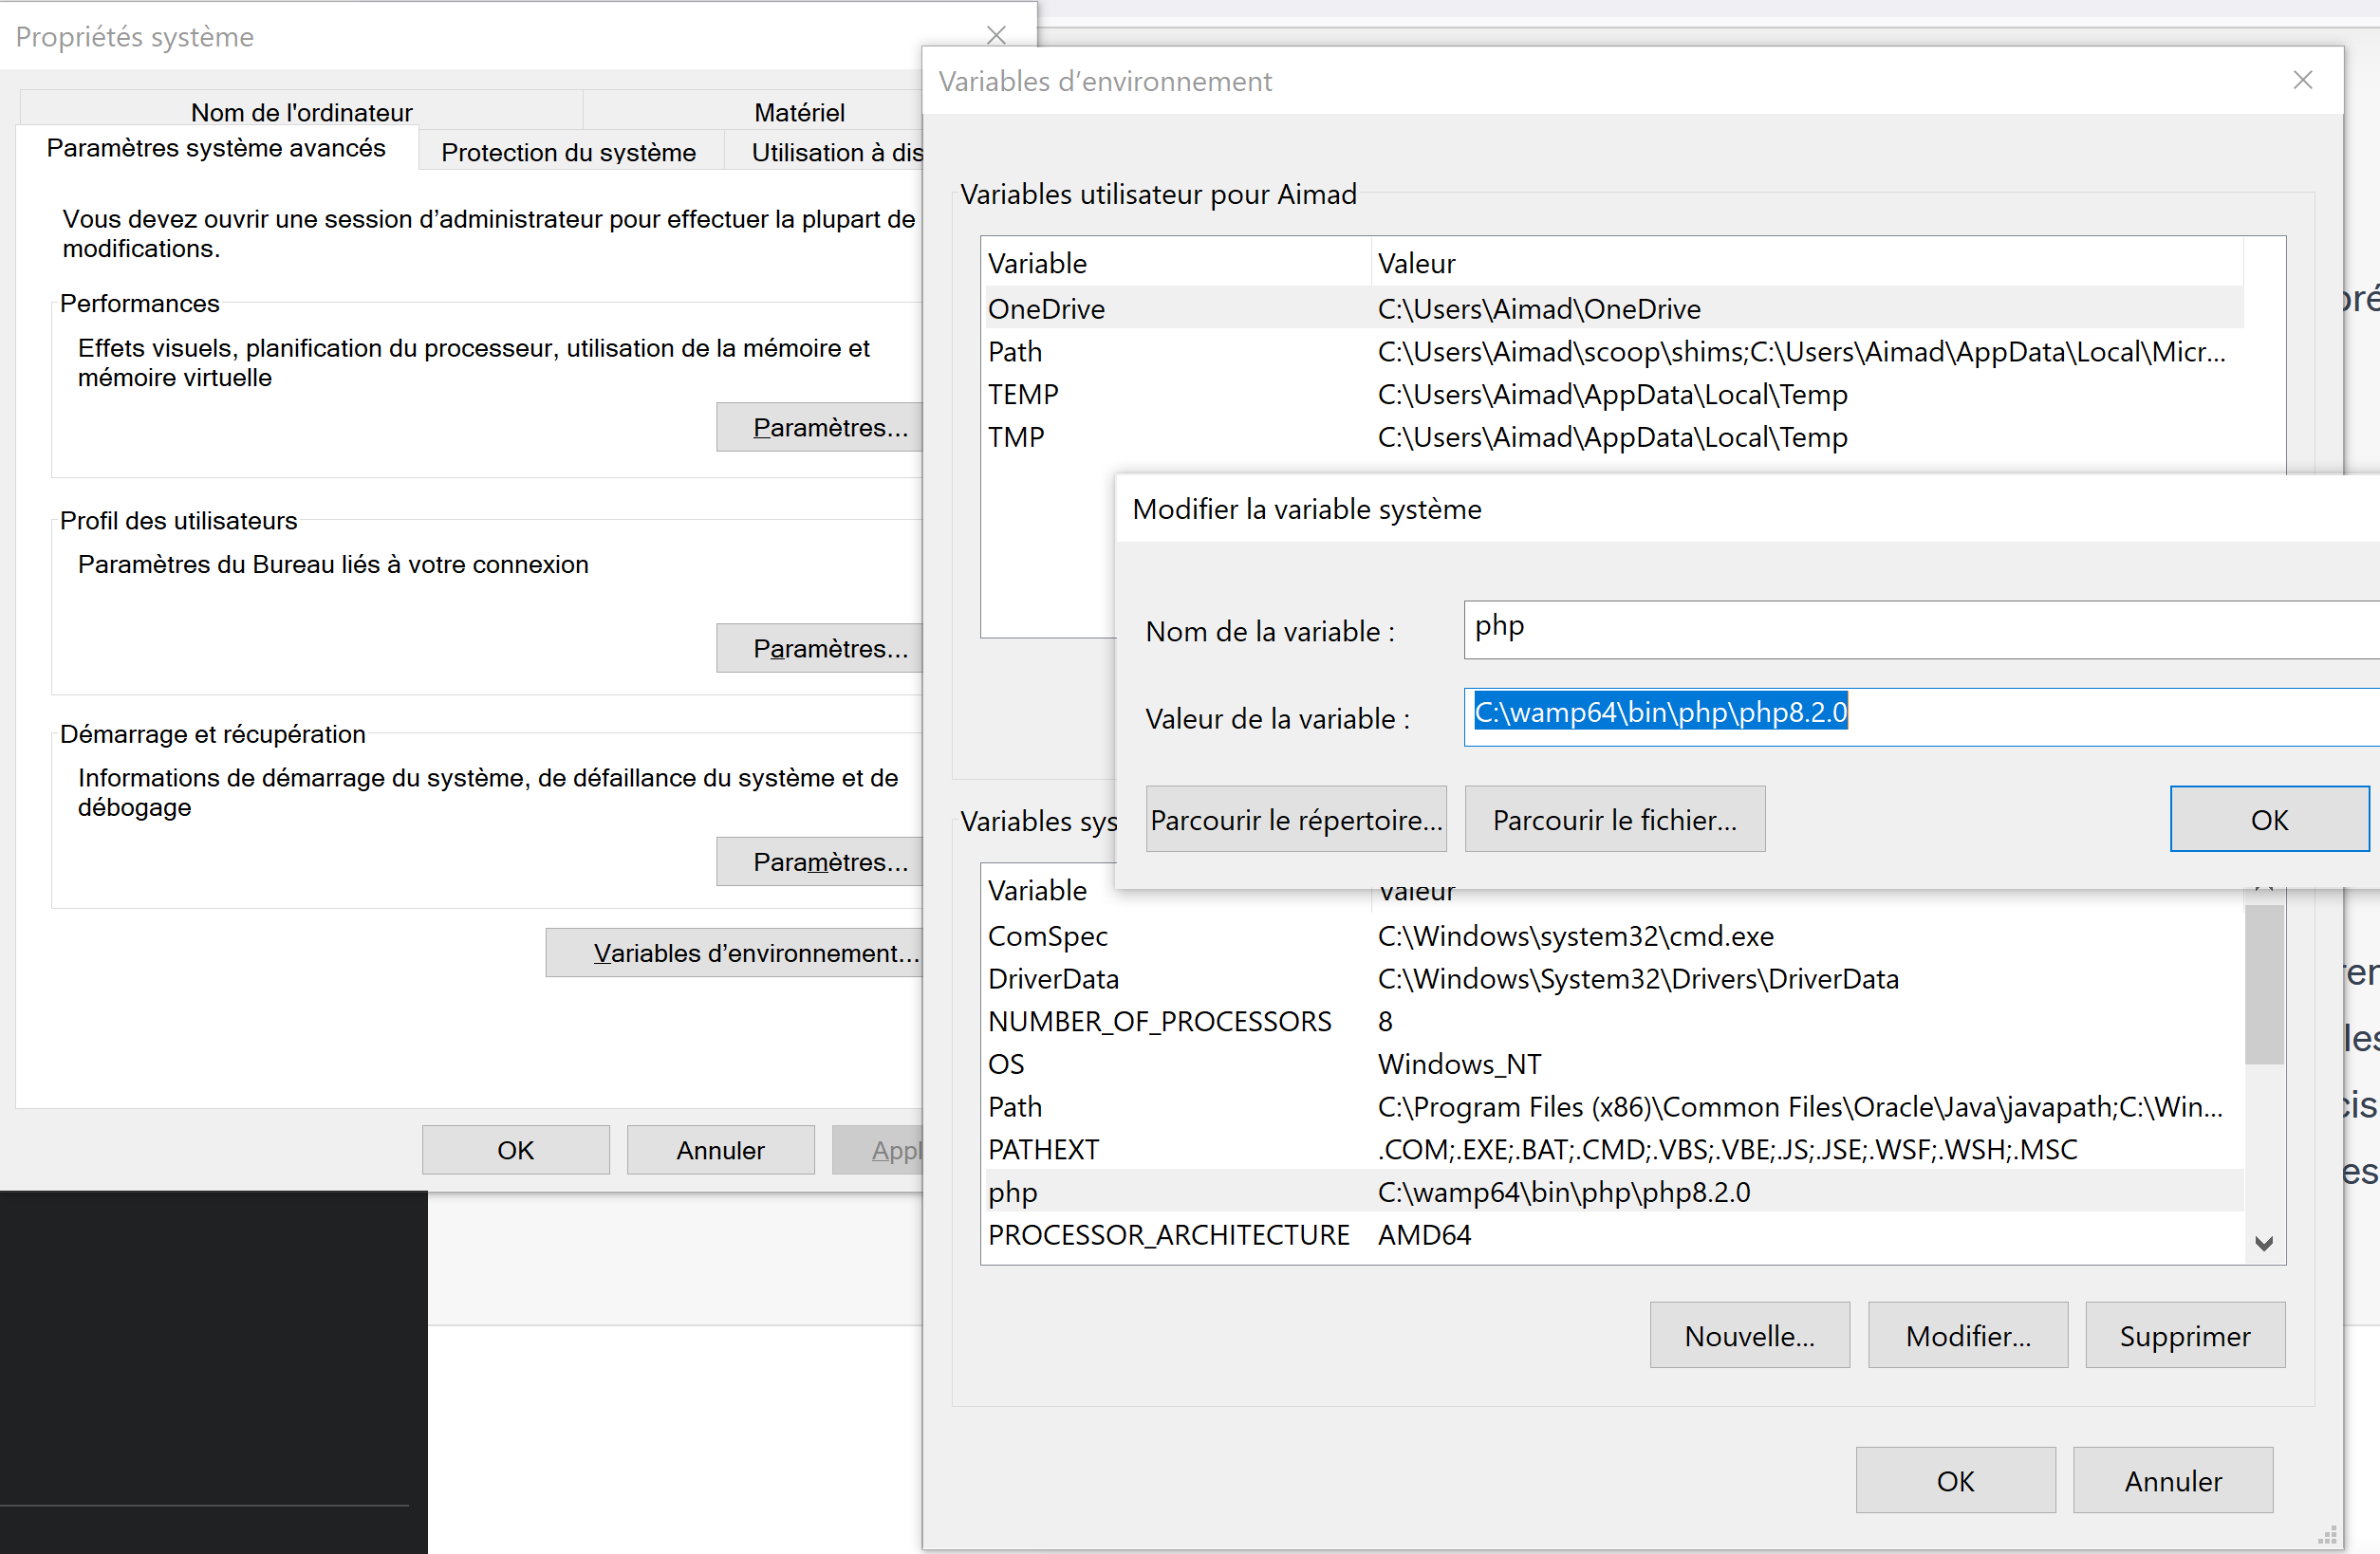 Propriétés système
Nom de l'ordinateur
Matériel
Paramètres système avancés
Protection du système
Utilisation à dis
Vous devez ouvrir une session d’administrateur pour effectuer la plupart de
modifications.
Performances
Effets visuels, planification du processeur, utilisation de la mémoire et
mémoire virtuelle
Paramètres...
Profil des utilisateurs
Paramètres du Bureau liés à votre connexion
Paramètres...
Démarrage et récupération
Informations de démarrage du système, de défaillance du système et de
débogage
Paramètres...
Variables d’environnement...
OK
Annuler
Appl
Variables d’environnement
Variables utilisateur pour Aimad
Variable Valeur
OneDrive C:\Users\Aimad\OneDrive
Path C:\Users\Aimad\scoop\shims;C:\Users\Aimad\AppData\Local\Micr...
TEMP C:\Users\Aimad\AppData\Local\Temp
TMP C:\Users\Aimad\AppData\Local\Temp
Modifier la variable système
Nom de la variable : php
Valeur de la variable : C:\wamp64\bin\php\php8.2.0
Parcourir le répertoire...
Parcourir le fichier...
OK
Variables sys
Variable Valeur
ComSpec C:\Windows\system32\cmd.exe
DriverData C:\Windows\System32\Drivers\DriverData
NUMBER_OF_PROCESSORS 8
OS Windows_NT
Path C:\Program Files (x86)\Common Files\Oracle\Java\javapath;C:\Win...
PATHEXT .COM;.EXE;.BAT;.CMD;.VBS;.VBE;.JS;.JSE;.WSF;.WSH;.MSC
php C:\wamp64\bin\php\php8.2.0
PROCESSOR_ARCHITECTURE AMD64
Nouvelle...
Modifier...
Supprimer
OK
Annuler